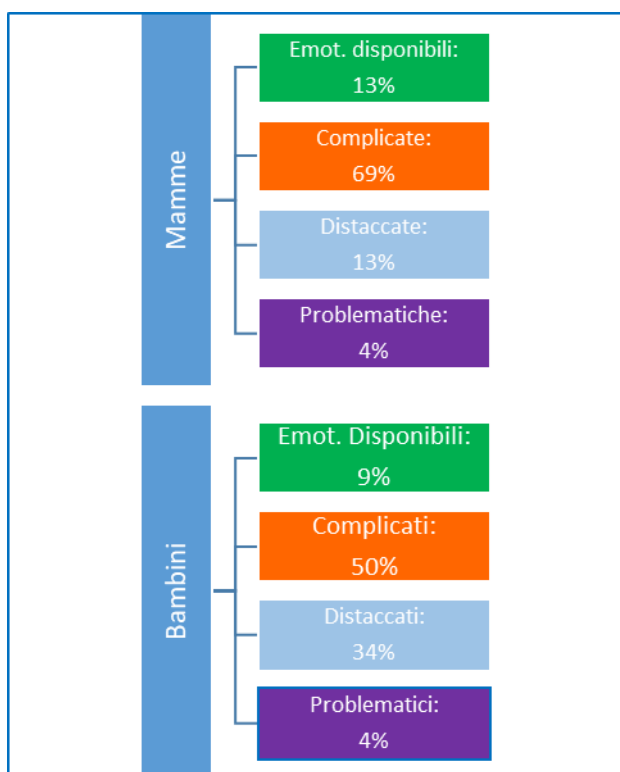 Mamme
Emot. disponibili:
13%
Complicate:
69%
Distaccate:
13%
Problematiche:
4%
Bambini
Emot. Disponibili:
9%
Complicati:
50%
Distaccati:
34%
Problematici:
4%